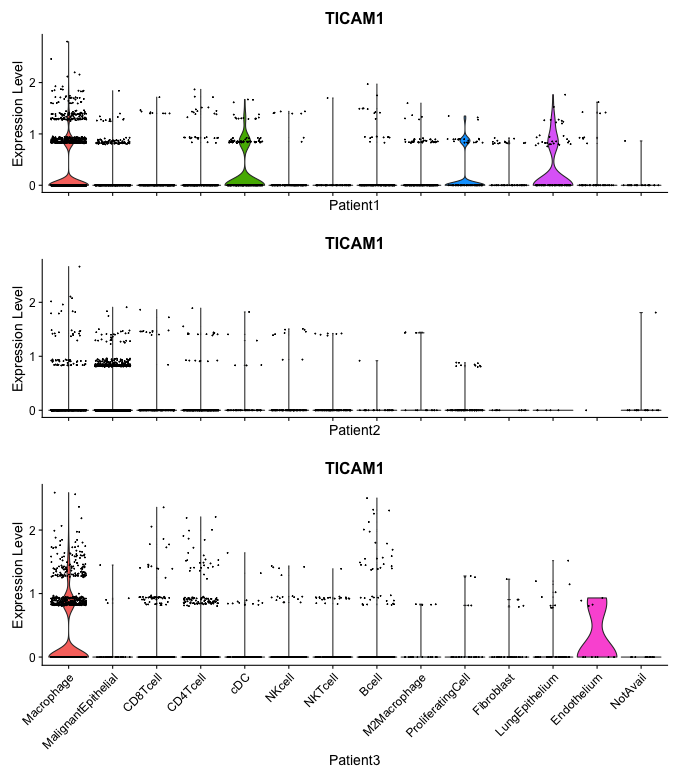 TICAM1
Expression Level
2
1
0
Patient1
TICAM1
Expression Level
2
1
0
Patient2
TICAM1
Expression Level
2
1
0
Macrophage
MalignantEpithelial
CD8Tcell
CD4Tcell
cDC
NKcell
NKTcell
Bcell
M2Macrophage
ProliferatingCell
Fibroblast
LungEpithelium
Endothelium
NotAvail
Patient3